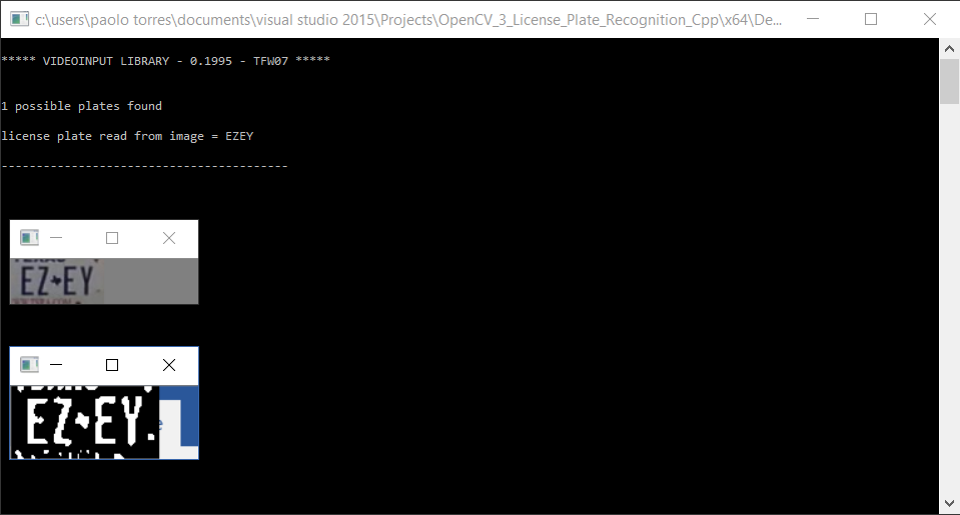 c:\users\paolo torres\documents\visual studio 2015\Projects\OpenCV_3_License_Plate_Recognition_Cpp\x64\De...
***** VIDEOINPUT LIBRARY - 0.1995 - TFW07 *****
1 possible plates found
license plate read from image = EZEY
-----------------------------------------
TEXAS
EZ EY
EZ EY